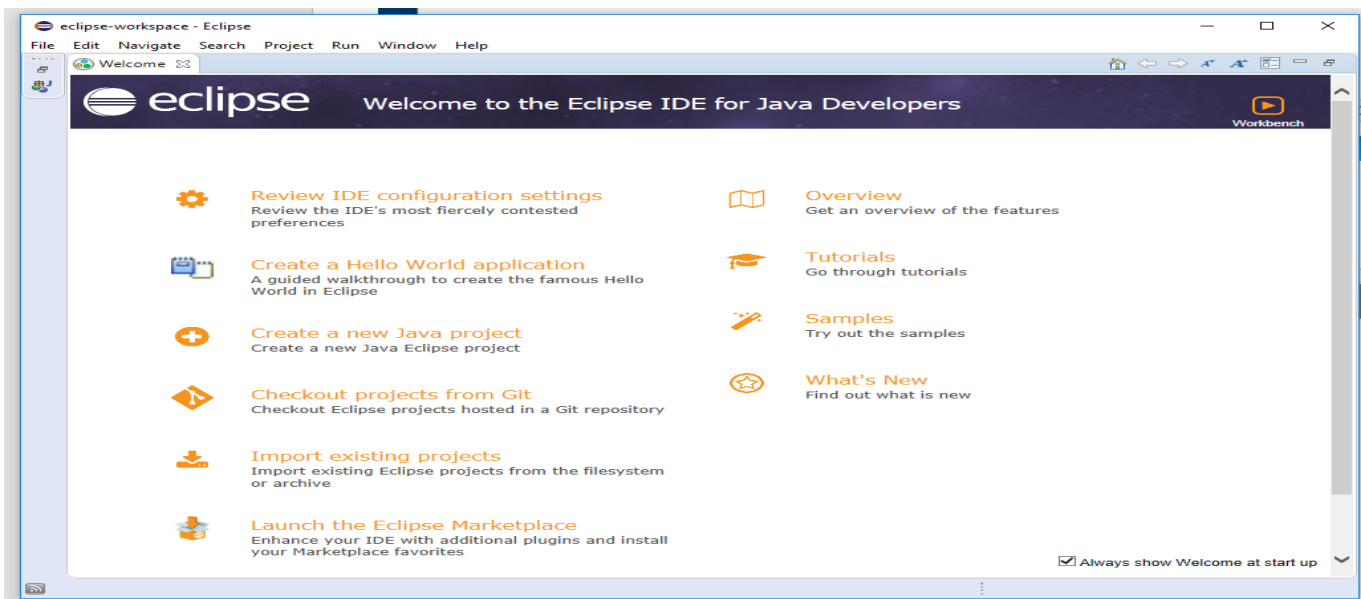 eclipse-workspace - Eclipse
File Edit Navigate Search Project Run Window Help
Welcome
eclipse Welcome to the Eclipse IDE for Java Developers
Workbench
Review IDE configuration settings
Review the IDE's most fiercely contested
preferences
Create a Hello World application
A guided walkthrough to create the famous Hello
World in Eclipse
Create a new Java project
Create a new Java Eclipse project
Checkout projects from Git
Checkout Eclipse projects hosted in a Git repository
Import existing projects
Import existing Eclipse projects from the filesystem
or archive
Launch the Eclipse Marketplace
Enhance your IDE with additional plugins and install
your Marketplace favorites
Overview
Get an overview of the features
Tutorials
Go through tutorials
Samples
Try out the samples
What's New
Find out what is new
Always show Welcome at start up